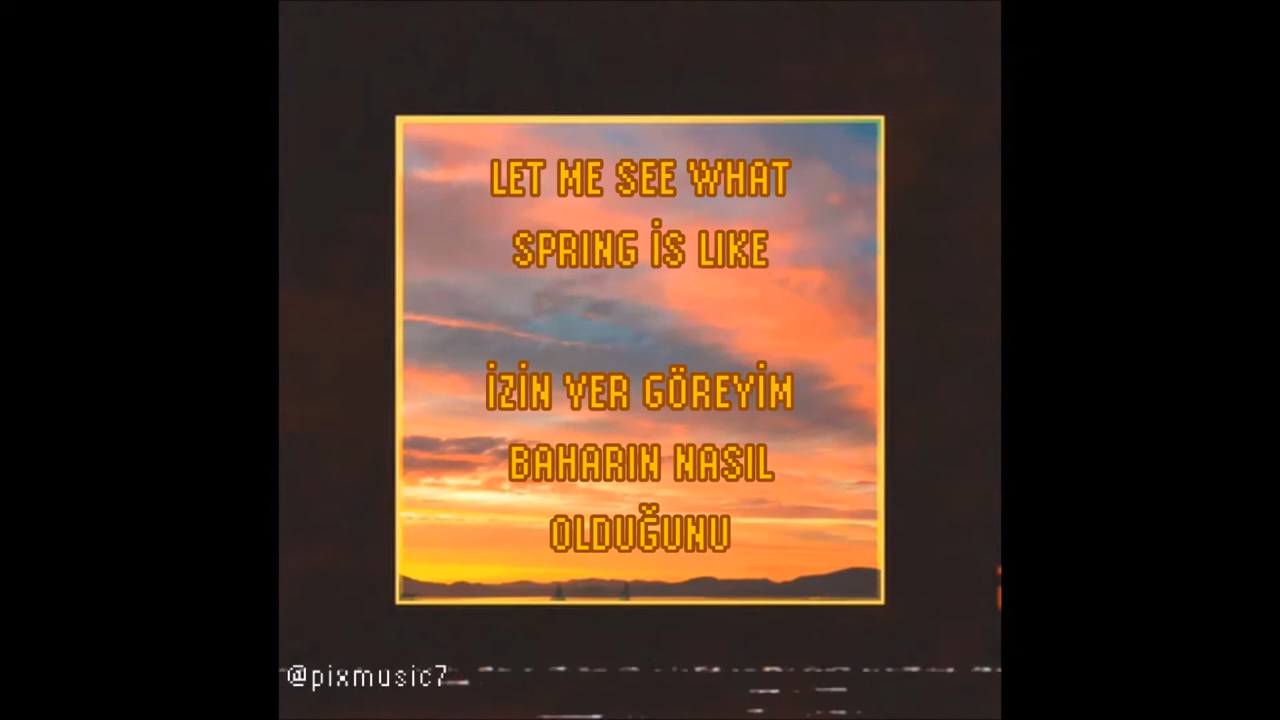 LET ME SEE WHAT
SPRING İS LIKE
İZİN VER GÖREYİM
BAHARIN NASIL
OLDUĞUNU
@pixmusic7